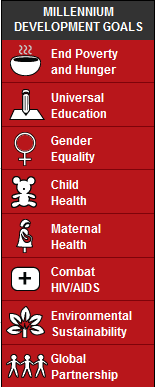 MILLENNIUM
DEVELOPMENT GOALS
End Poverty
and Hunger
Universal
Education
Gender
Equality
Child
Health
Maternal
Health
Combat
HIV/AIDS
Environmental
Sustainability
Global
Partnership